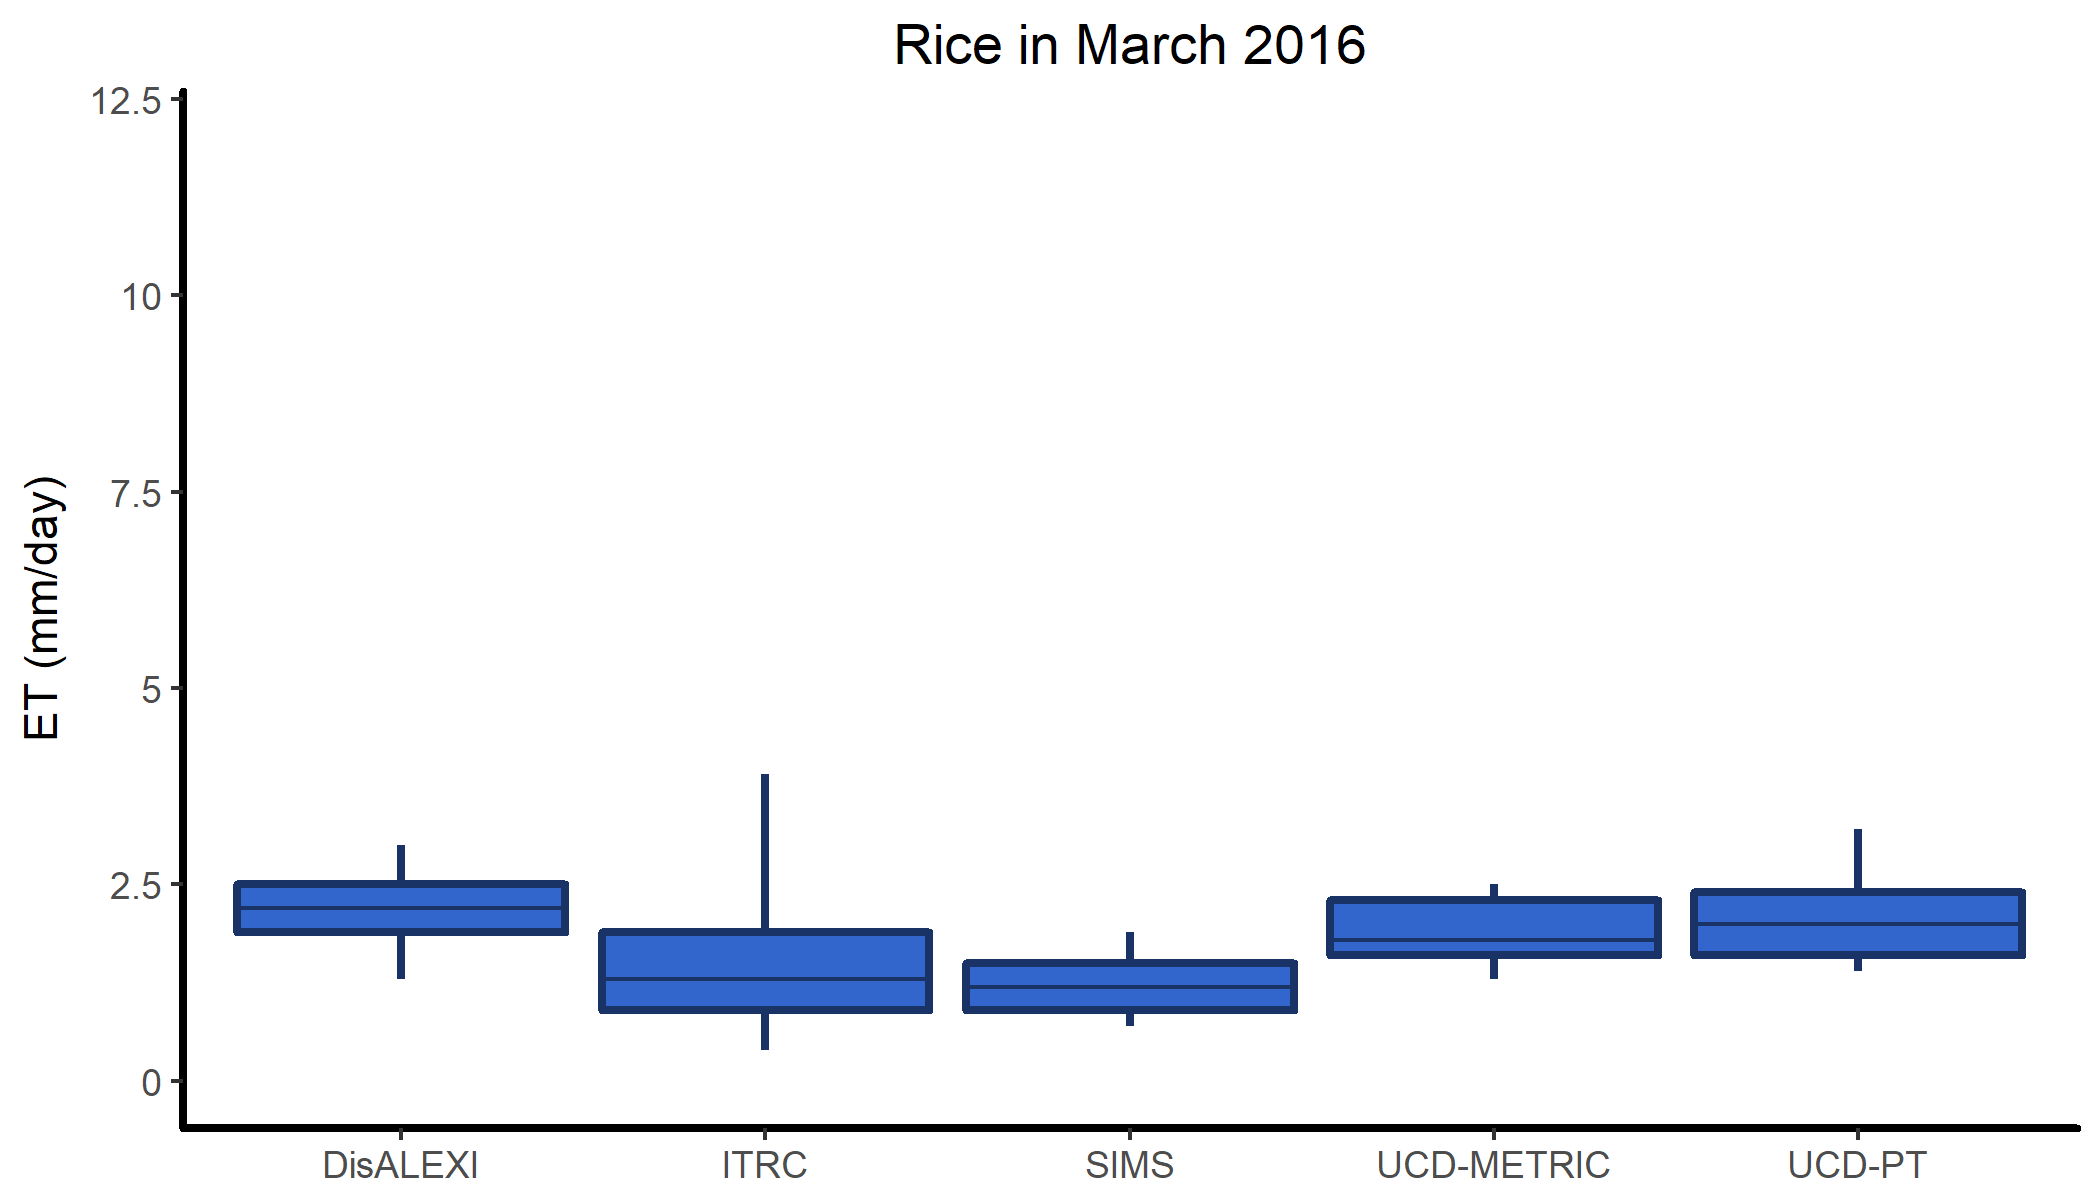 Rice in March 2016
ET (mm/day)
12.5
10
7.5
5
2.5
0
DisALEXI ITRC SIMS UCD-METRIC UCD-PT